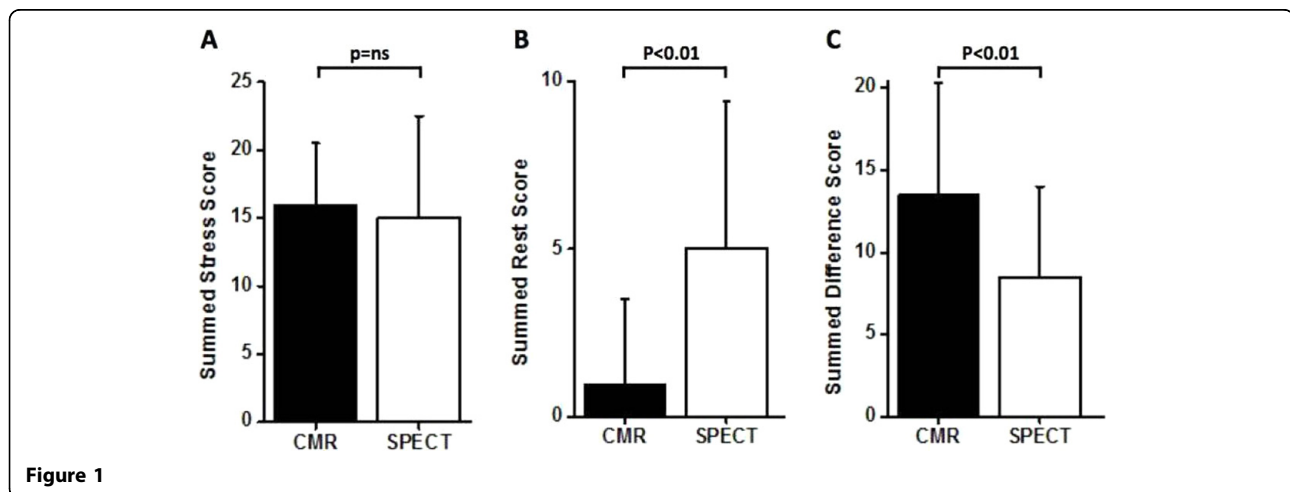 A
p=ns
Summed Stress Score
25
20
15
10
5
0
CMR SPECT
B
P<0.01
Summed Rest Score
10
5
0
CMR SPECT
C
P<0.01
Summed Difference Score
20
15
10
5
0
CMR SPECT
Figure 1